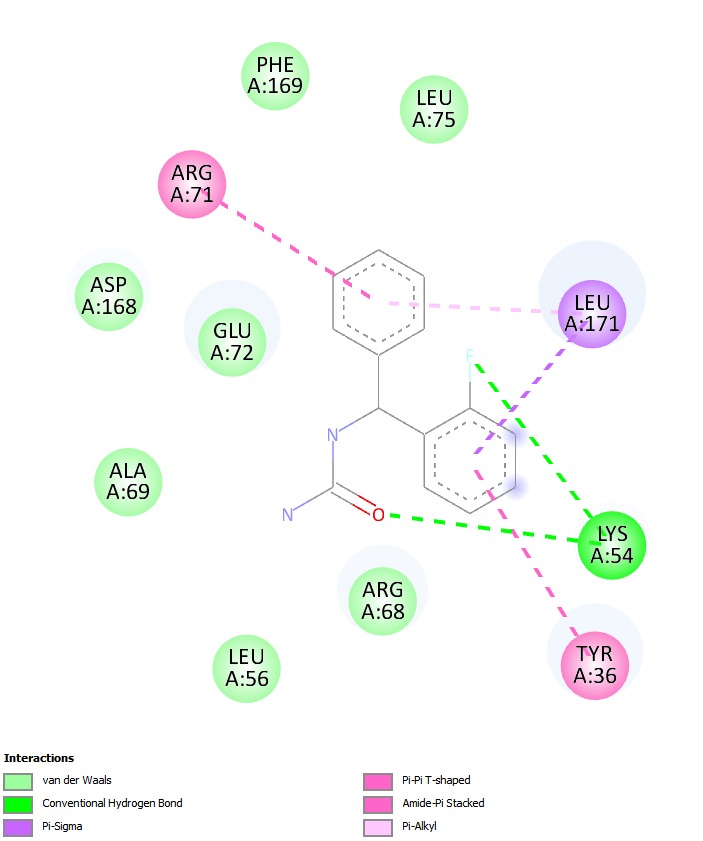 PHE
A:169
LEU
A:75
ARG
A:71
ASP
A:168
GLU
A:72
LEU
A:171
F
N
ALA
A:69
N
O
LYS
A:54
ARG
A:68
LEU
A:56
TYR
A:36
Interactions
van der Waals
Conventional Hydrogen Bond
Pi-Sigma
Pi-Pi T-shaped
Amide-Pi Stacked
Pi-Alkyl